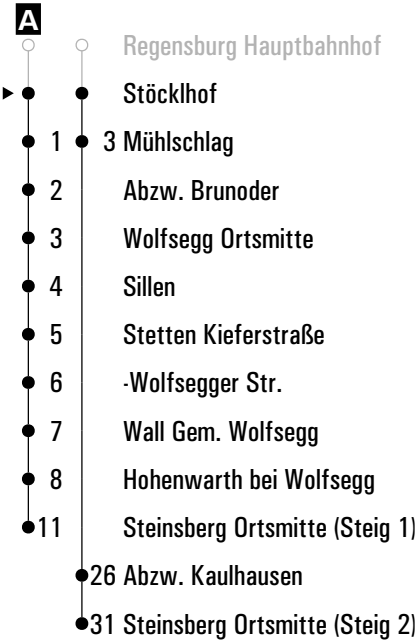 A
Regensburg Hauptbahnhof
Stöcklhof
1 3 Mühlschlag
2 Abzw. Brunoder
3 Wolfsegg Ortsmitte
4 Sillen
5 Stetten Kieferstraße
6 -Wolfsegger Str.
7 Wall Gem. Wolfsegg
8 Hohenwarth bei Wolfsegg
11 Steinsberg Ortsmitte (Steig 1)
26 Abzw. Kaulhausen
31 Steinsberg Ortsmitte (Steig 2)